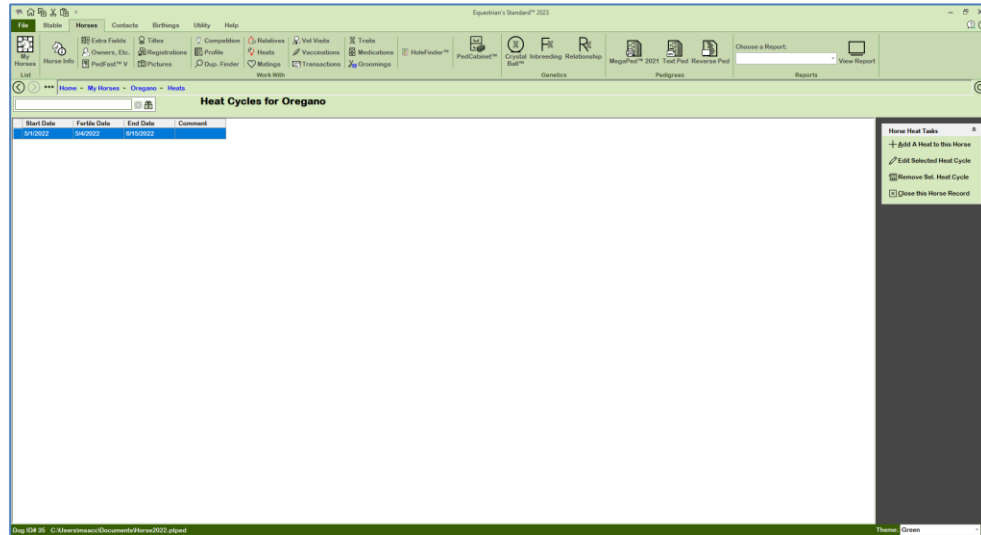 Equestrian's Standard™ 2023
File Stable Horses Contacts Birthings Utility Help
My Horses
Horse Info
Extra Fields
Owners, Etc.
PedFast™ V
Titles
Registrations
Pictures
Competition
Profile
Dup. Finder
Relatives
Heats
Matings
Vet Visits
Vaccinations
Transactions
Traits
Medications
Groomings
HoleFinder™
PedCabinet™
Crystal Ball™
Inbreeding
Relationship
MegaPed™ 2021
Text Ped
Reverse Ped
Choose a Report:
View Report
List Work With Genetics Pedigrees Reports
Home - My Horses - Oregano - Heats
Heat Cycles for Oregano
Start Date Fertile Date End Date Comment
5/1/2022 5/4/2022 6/15/2022
Horse Heat Tasks
Add A Heat to this Horse
Edit Selected Heat Cycle
Remove Sel. Heat Cycle
Close this Horse Record
Dog ID# 35 C:\Users\msacc\Documents\Horse2022.ptped
Theme: Green